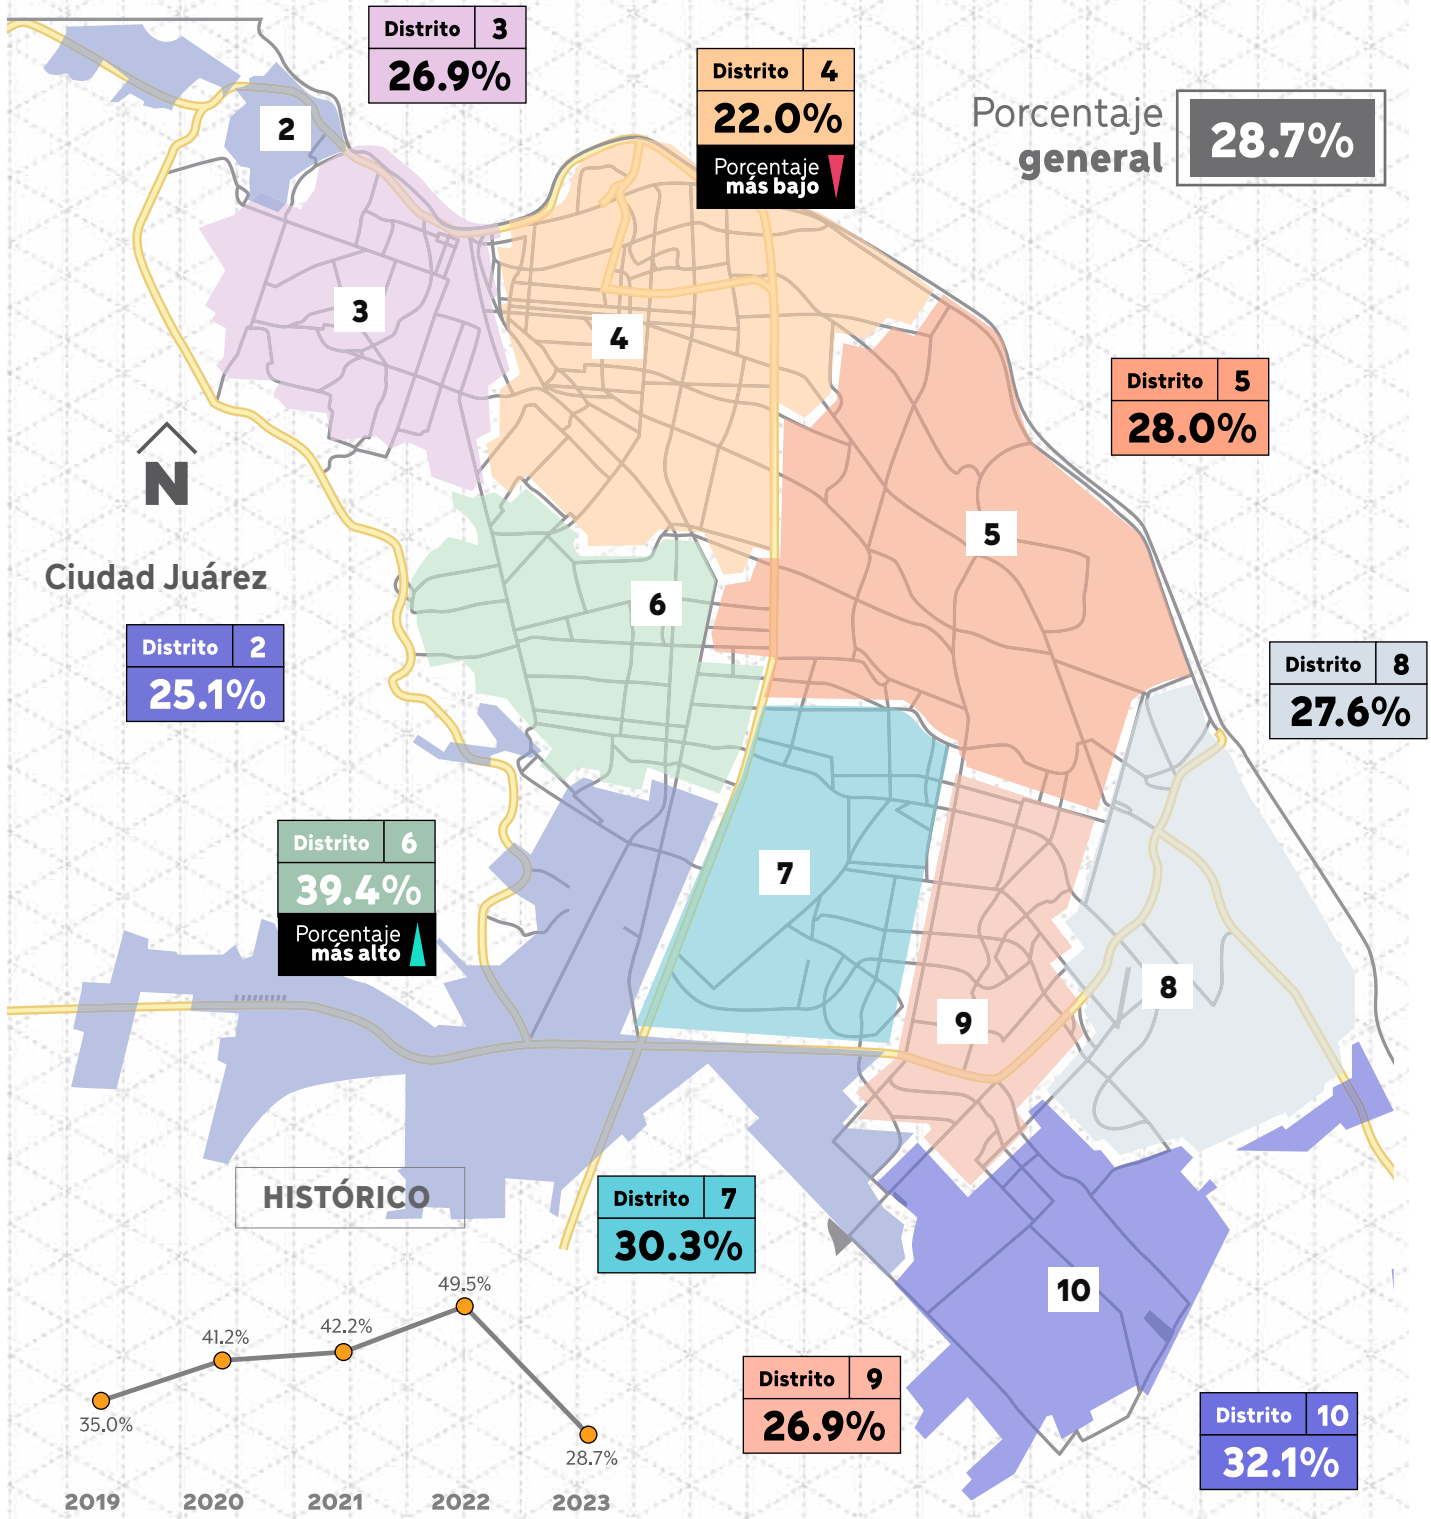 Distrito 3
26.9%
Distrito 4
22.0%
Porcentaje
más bajo
Porcentaje
general
28.7%
2
3
4
Distrito 5
28.0%
N
5
Ciudad Juárez
6
Distrito 2
25.1%
Distrito 8
27.6%
Distrito 6
39.4%
Porcentaje
más alto
7
8
9
HISTÓRICO
Distrito 7
30.3%
10
49.5%
42.2%
41.2%
35.0%
28.7%
2019 2020 2021 2022 2023
Distrito 9
26.9%
Distrito 10
32.1%